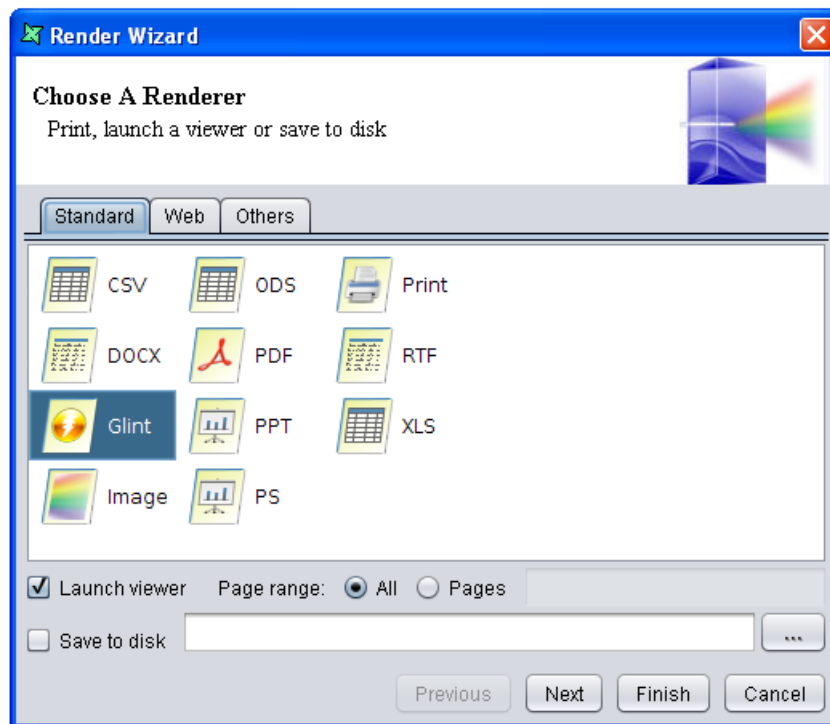 Render Wizard
Choose A Renderer
Print, launch a viewer or save to disk
Standard Web Others
CSV ODS Print
DOCX PDF RTF
Glint PPT XLS
Image PS
Launch viewer Page range: All Pages
Save to disk ...
Previous Next Finish Cancel